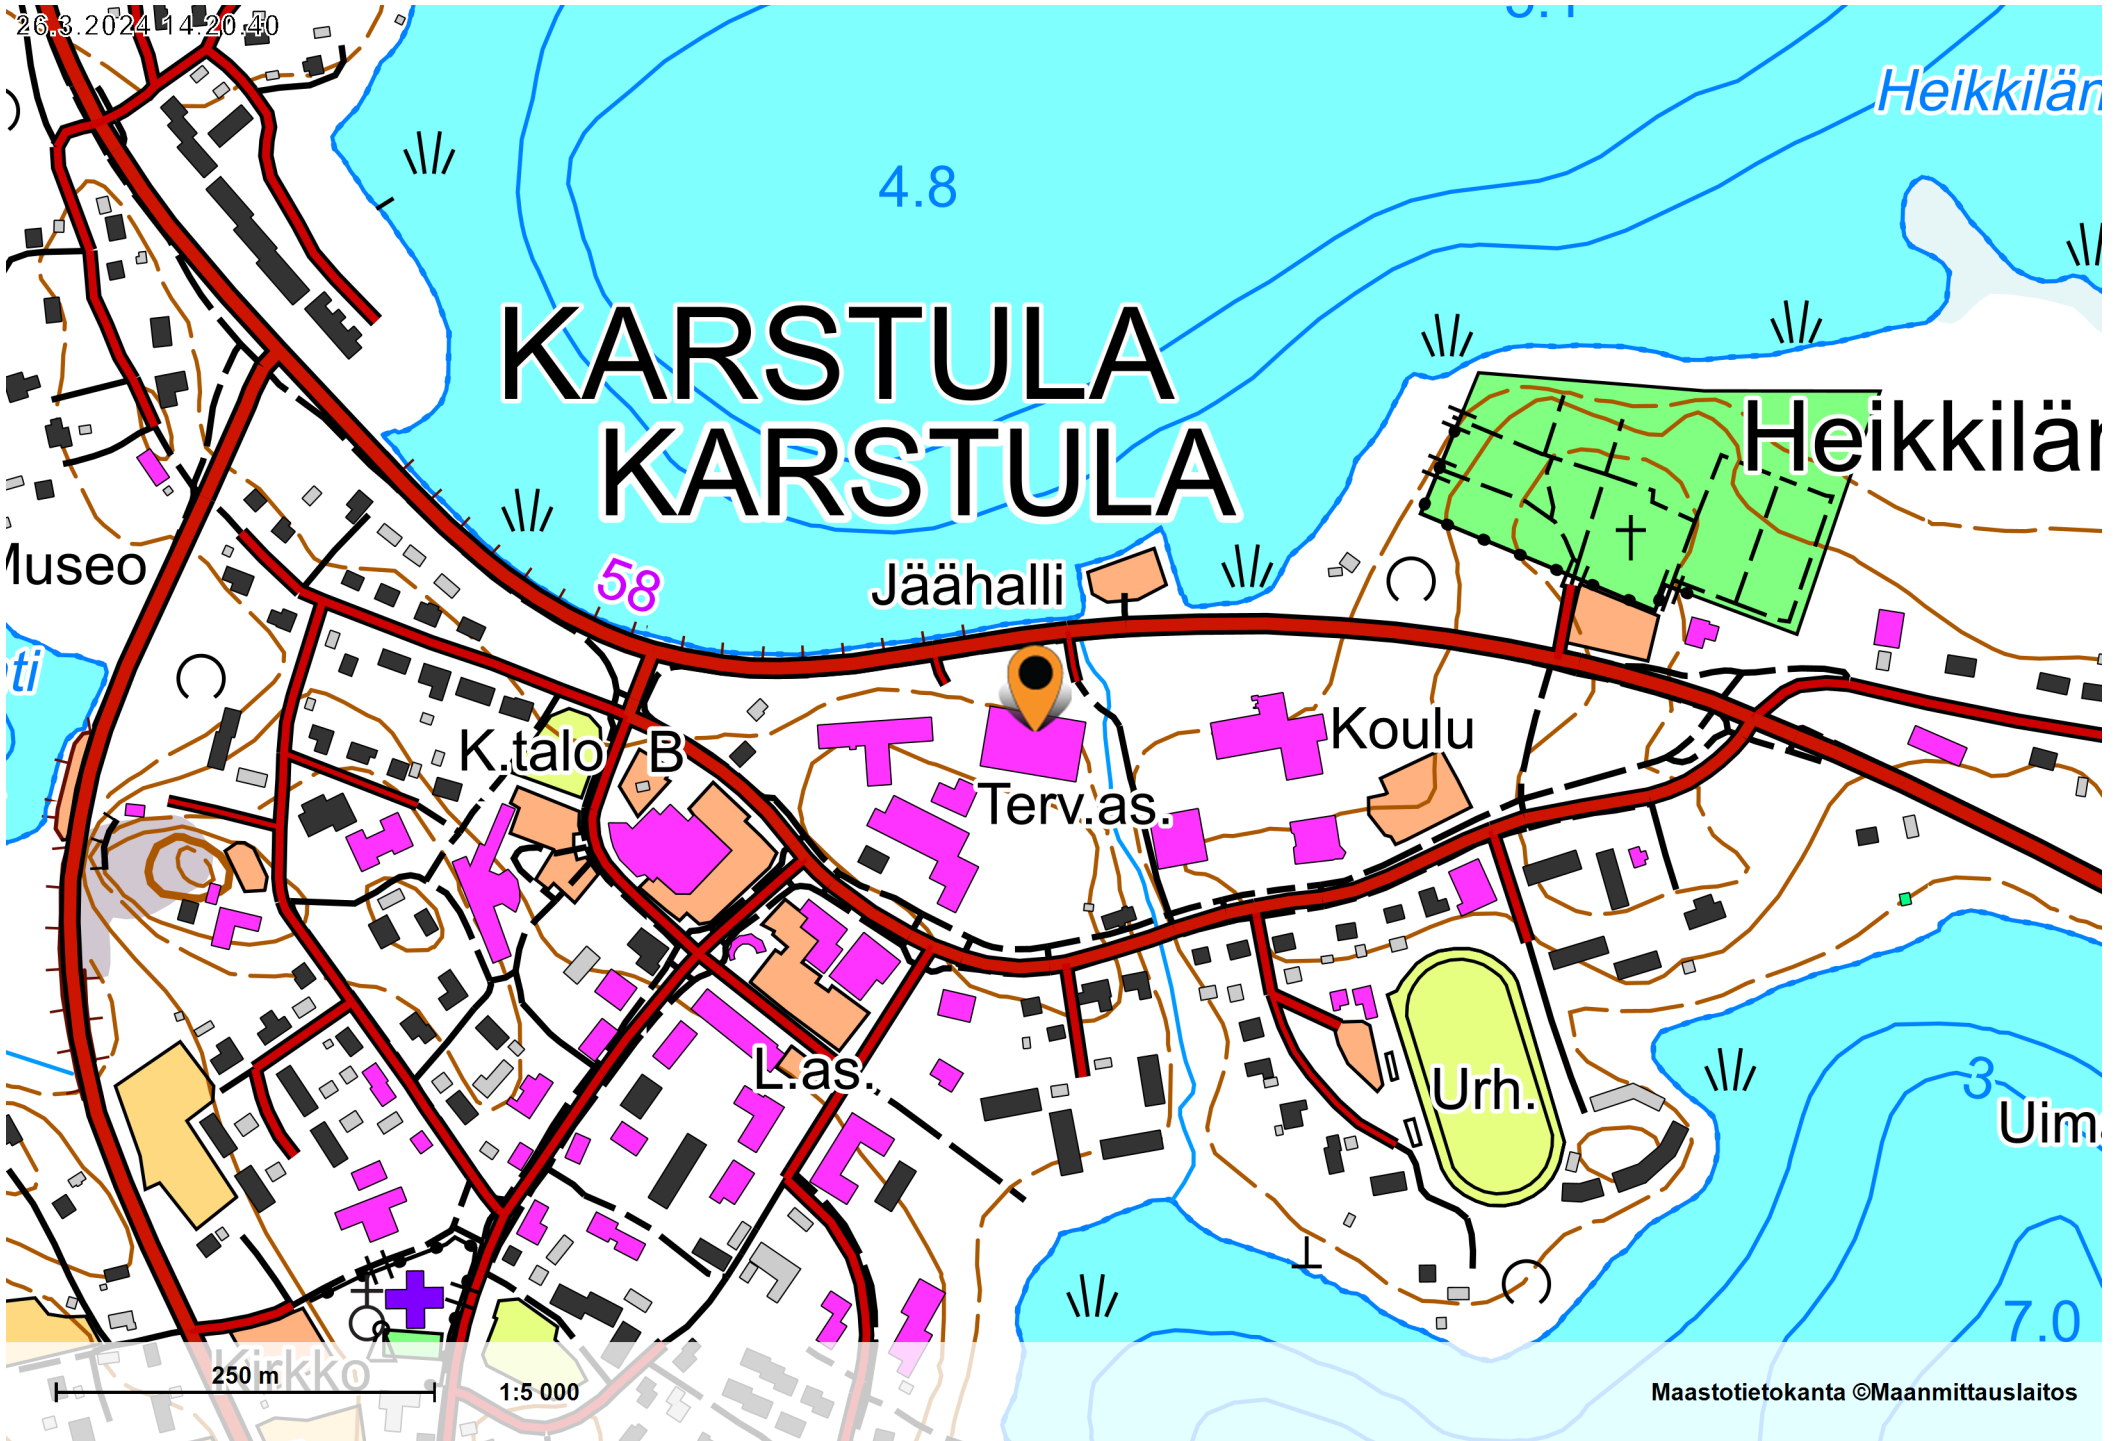 26.3.2024 14.20.40
Heikkilän
4.8
KARSTULA
KARSTULA
Heikkilän
Museo
58
Jäähalli
ti
K.talo
B
Koulu
Terv.as.
L.as.
Urh.
3
Uim.
7.0
Kirkko
250 m
1:5 000
Maastotietokanta ©Maanmittauslaitos